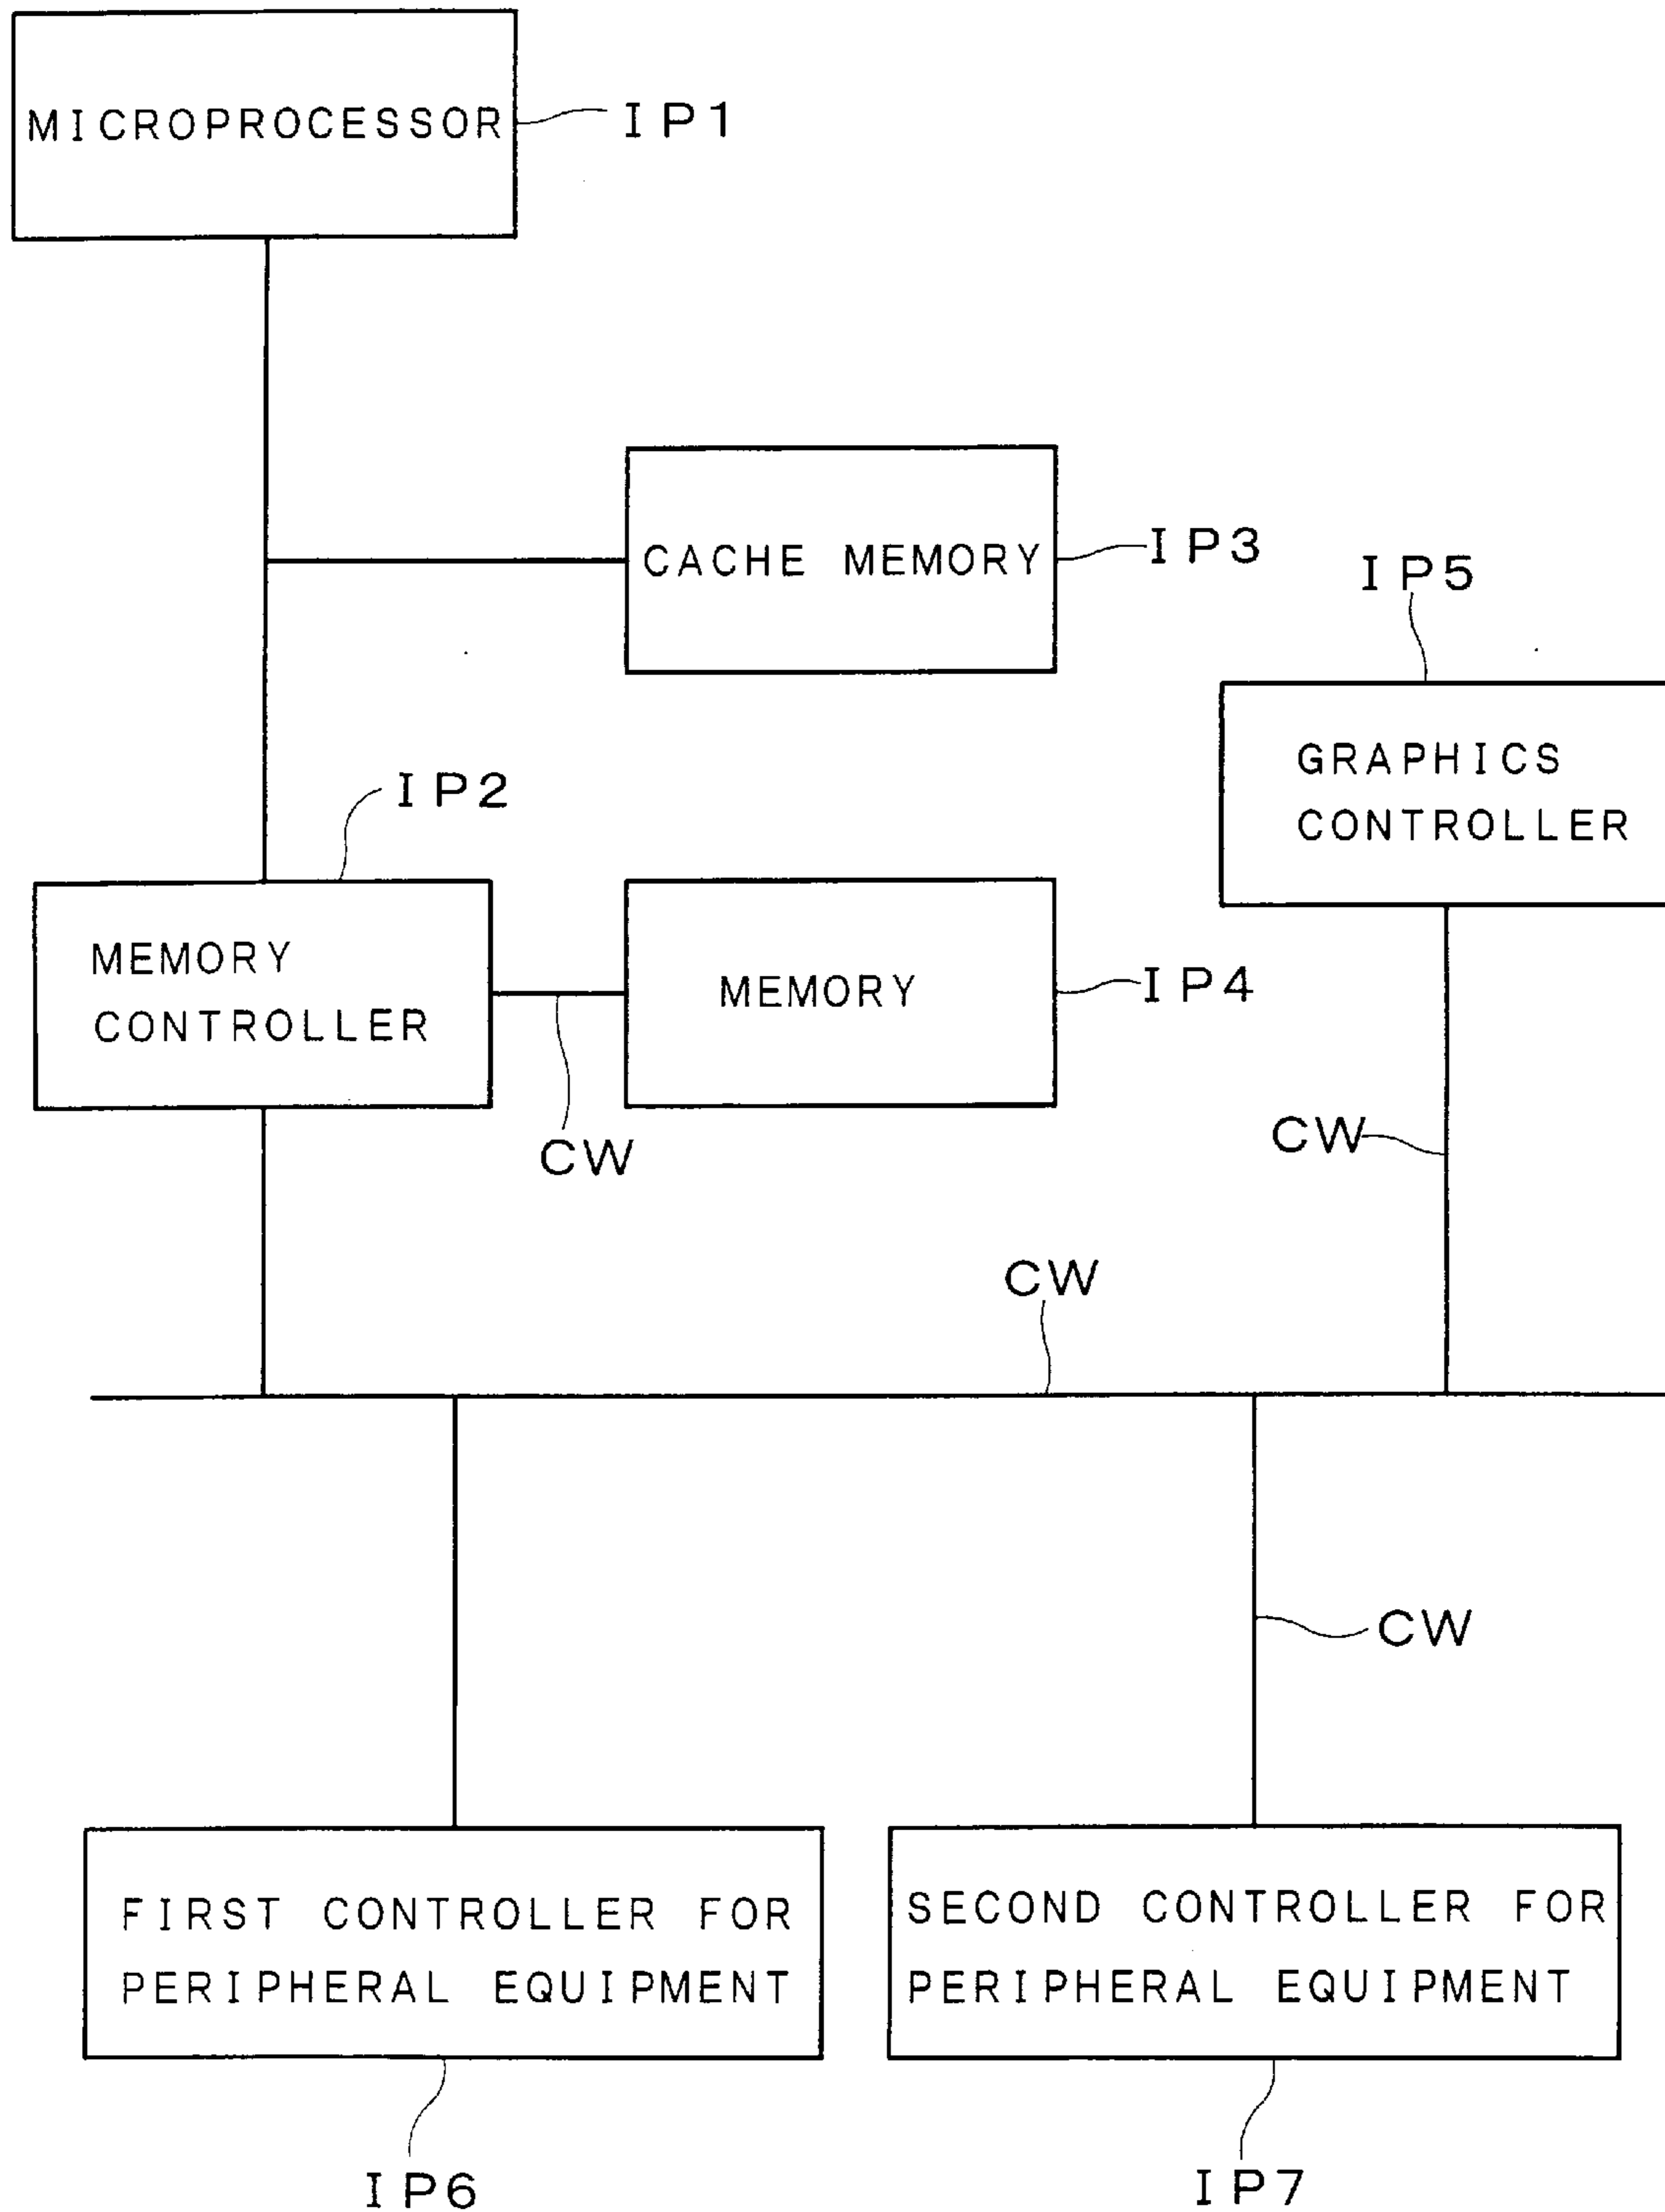 MICROPROCESSOR
IP1
CACHE MEMORY
IP3
IP5
GRAPHICS
CONTROLLER
IP2
MEMORY
CONTROLLER
MEMORY
IP4
CW
CW
CW
CW
FIRST CONTROLLER FOR
PERIPHERAL EQUIPMENT
SECOND CONTROLLER FOR
PERIPHERAL EQUIPMENT
IP6
IP7